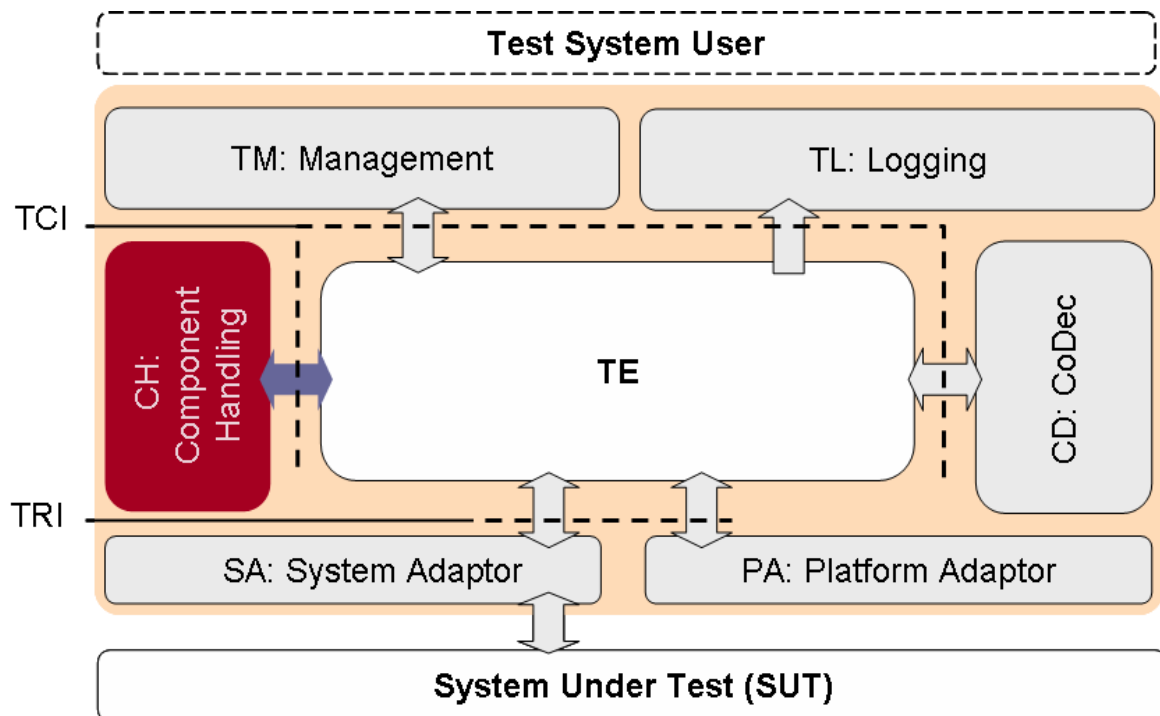 Test System User
TM: Management
TL: Logging
TCI
CH:
Component
Handling
TE
CD: CoDec
TRI
SA: System Adaptor
PA: Platform Adaptor
System Under Test (SUT)